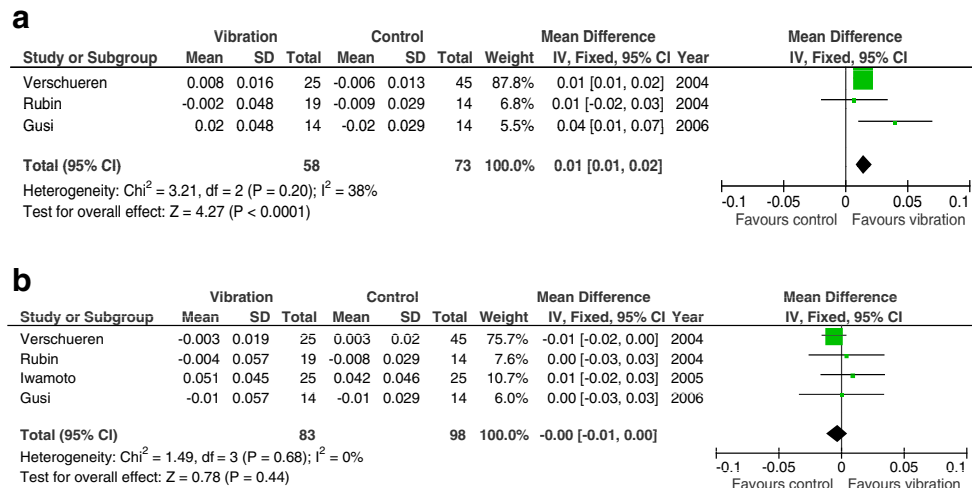 a
Vibration Control Mean Difference Mean Difference
Study or Subgroup Mean SD Total Mean SD Total Weight IV, Fixed, 95% CI Year IV, Fixed, 95% CI
Verschueren 0.008 0.016 25 -0.006 0.013 45 87.8% 0.01 [0.01, 0.02] 2004
Rubin -0.002 0.048 19 -0.009 0.029 14 6.8% 0.01 [-0.02, 0.03] 2004
Gusi 0.02 0.048 14 -0.02 0.029 14 5.5% 0.04 [0.01, 0.07] 2006
Total (95% CI) 58 73 100.0% 0.01 [0.01, 0.02]
Heterogeneity: Chi² = 3.21, df = 2 (P = 0.20); I² = 38%
Test for overall effect: Z = 4.27 (P < 0.0001)
-0.1 -0.05 0 0.05 0.1
Favours control Favours vibration
b
Vibration Control Mean Difference Mean Difference
Study or Subgroup Mean SD Total Mean SD Total Weight IV, Fixed, 95% CI Year IV, Fixed, 95% CI
Verschueren -0.003 0.019 25 0.003 0.02 45 75.7% -0.01 [-0.02, 0.00] 2004
Rubin -0.004 0.057 19 -0.008 0.029 14 7.6% 0.00 [-0.03, 0.03] 2004
Iwamoto 0.051 0.045 25 0.042 0.046 25 10.7% 0.01 [-0.02, 0.03] 2005
Gusi -0.01 0.057 14 -0.01 0.029 14 6.0% 0.00 [-0.03, 0.03] 2006
Total (95% CI) 83 98 100.0% -0.00 [-0.01, 0.00]
Heterogeneity: Chi² = 1.49, df = 3 (P = 0.68); I² = 0%
Test for overall effect: Z = 0.78 (P = 0.44)
-0.1 -0.05 0 0.05 0.1
Favours control Favours vibration